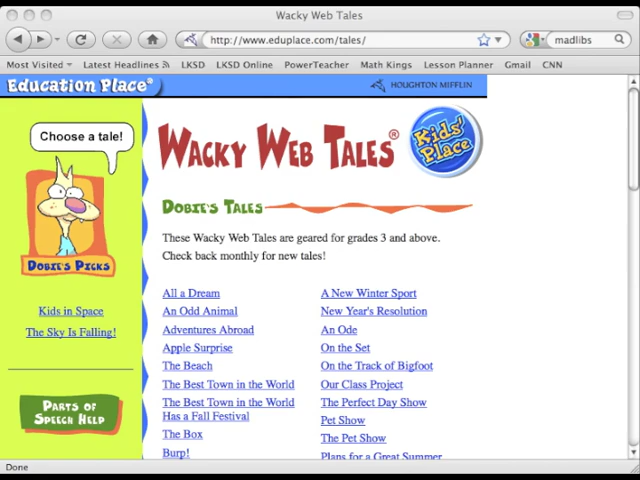 Wacky Web Tales
http://www.eduplace.com/tales/
madlibs
Most Visited Latest Headlines LKSD LKSD Online PowerTeacher Math Kings Lesson Planner Gmail CNN
Education Place®
HOUGHTON MIFFLIN
Choose a tale!
DOBIE'S PICKS
Kids in Space
The Sky Is Falling!
PARTS OF
SPEECH HELP
WACKY WEB TALES®
Kids' Place
DOBIE'S TALES
These Wacky Web Tales are geared for grades 3 and above.
Check back monthly for new tales!
All a Dream
An Odd Animal
Adventures Abroad
Apple Surprise
The Beach
The Best Town in the World
The Best Town in the World
Has a Fall Festival
The Box
Burp!
A New Winter Sport
New Year's Resolution
An Ode
On the Set
On the Track of Bigfoot
Our Class Project
The Perfect Day Show
Pet Show
The Pet Show
Plans for a Great Summer
Done